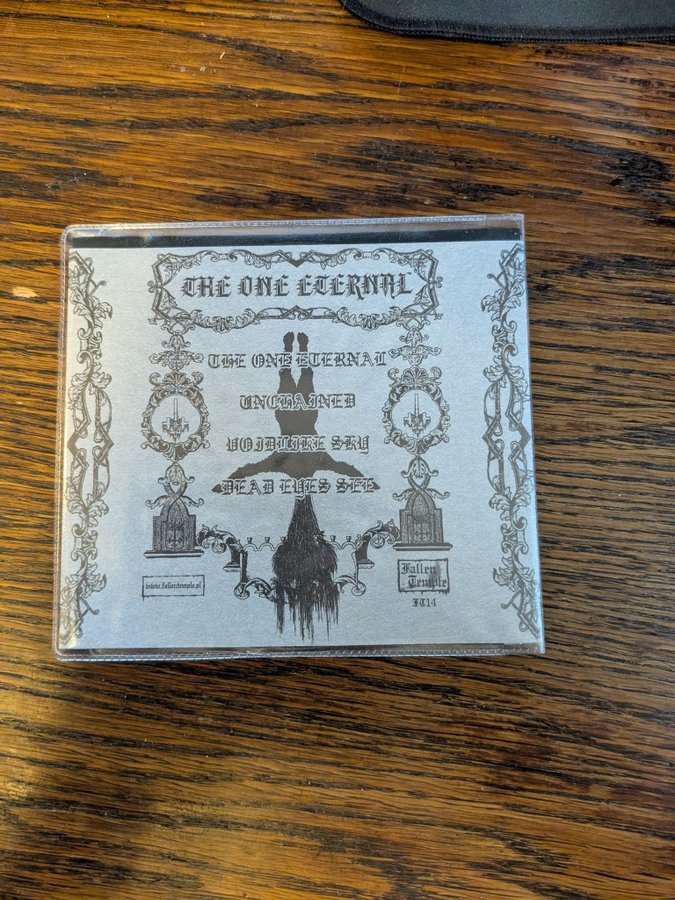 THE ONE ETERNAL
THE ONE ETERNAL
UNCHAINED
VOIDLIKE SKY
DEAD EYES SEE
www.fallentemple.pl
Fallen
Temple
FT14